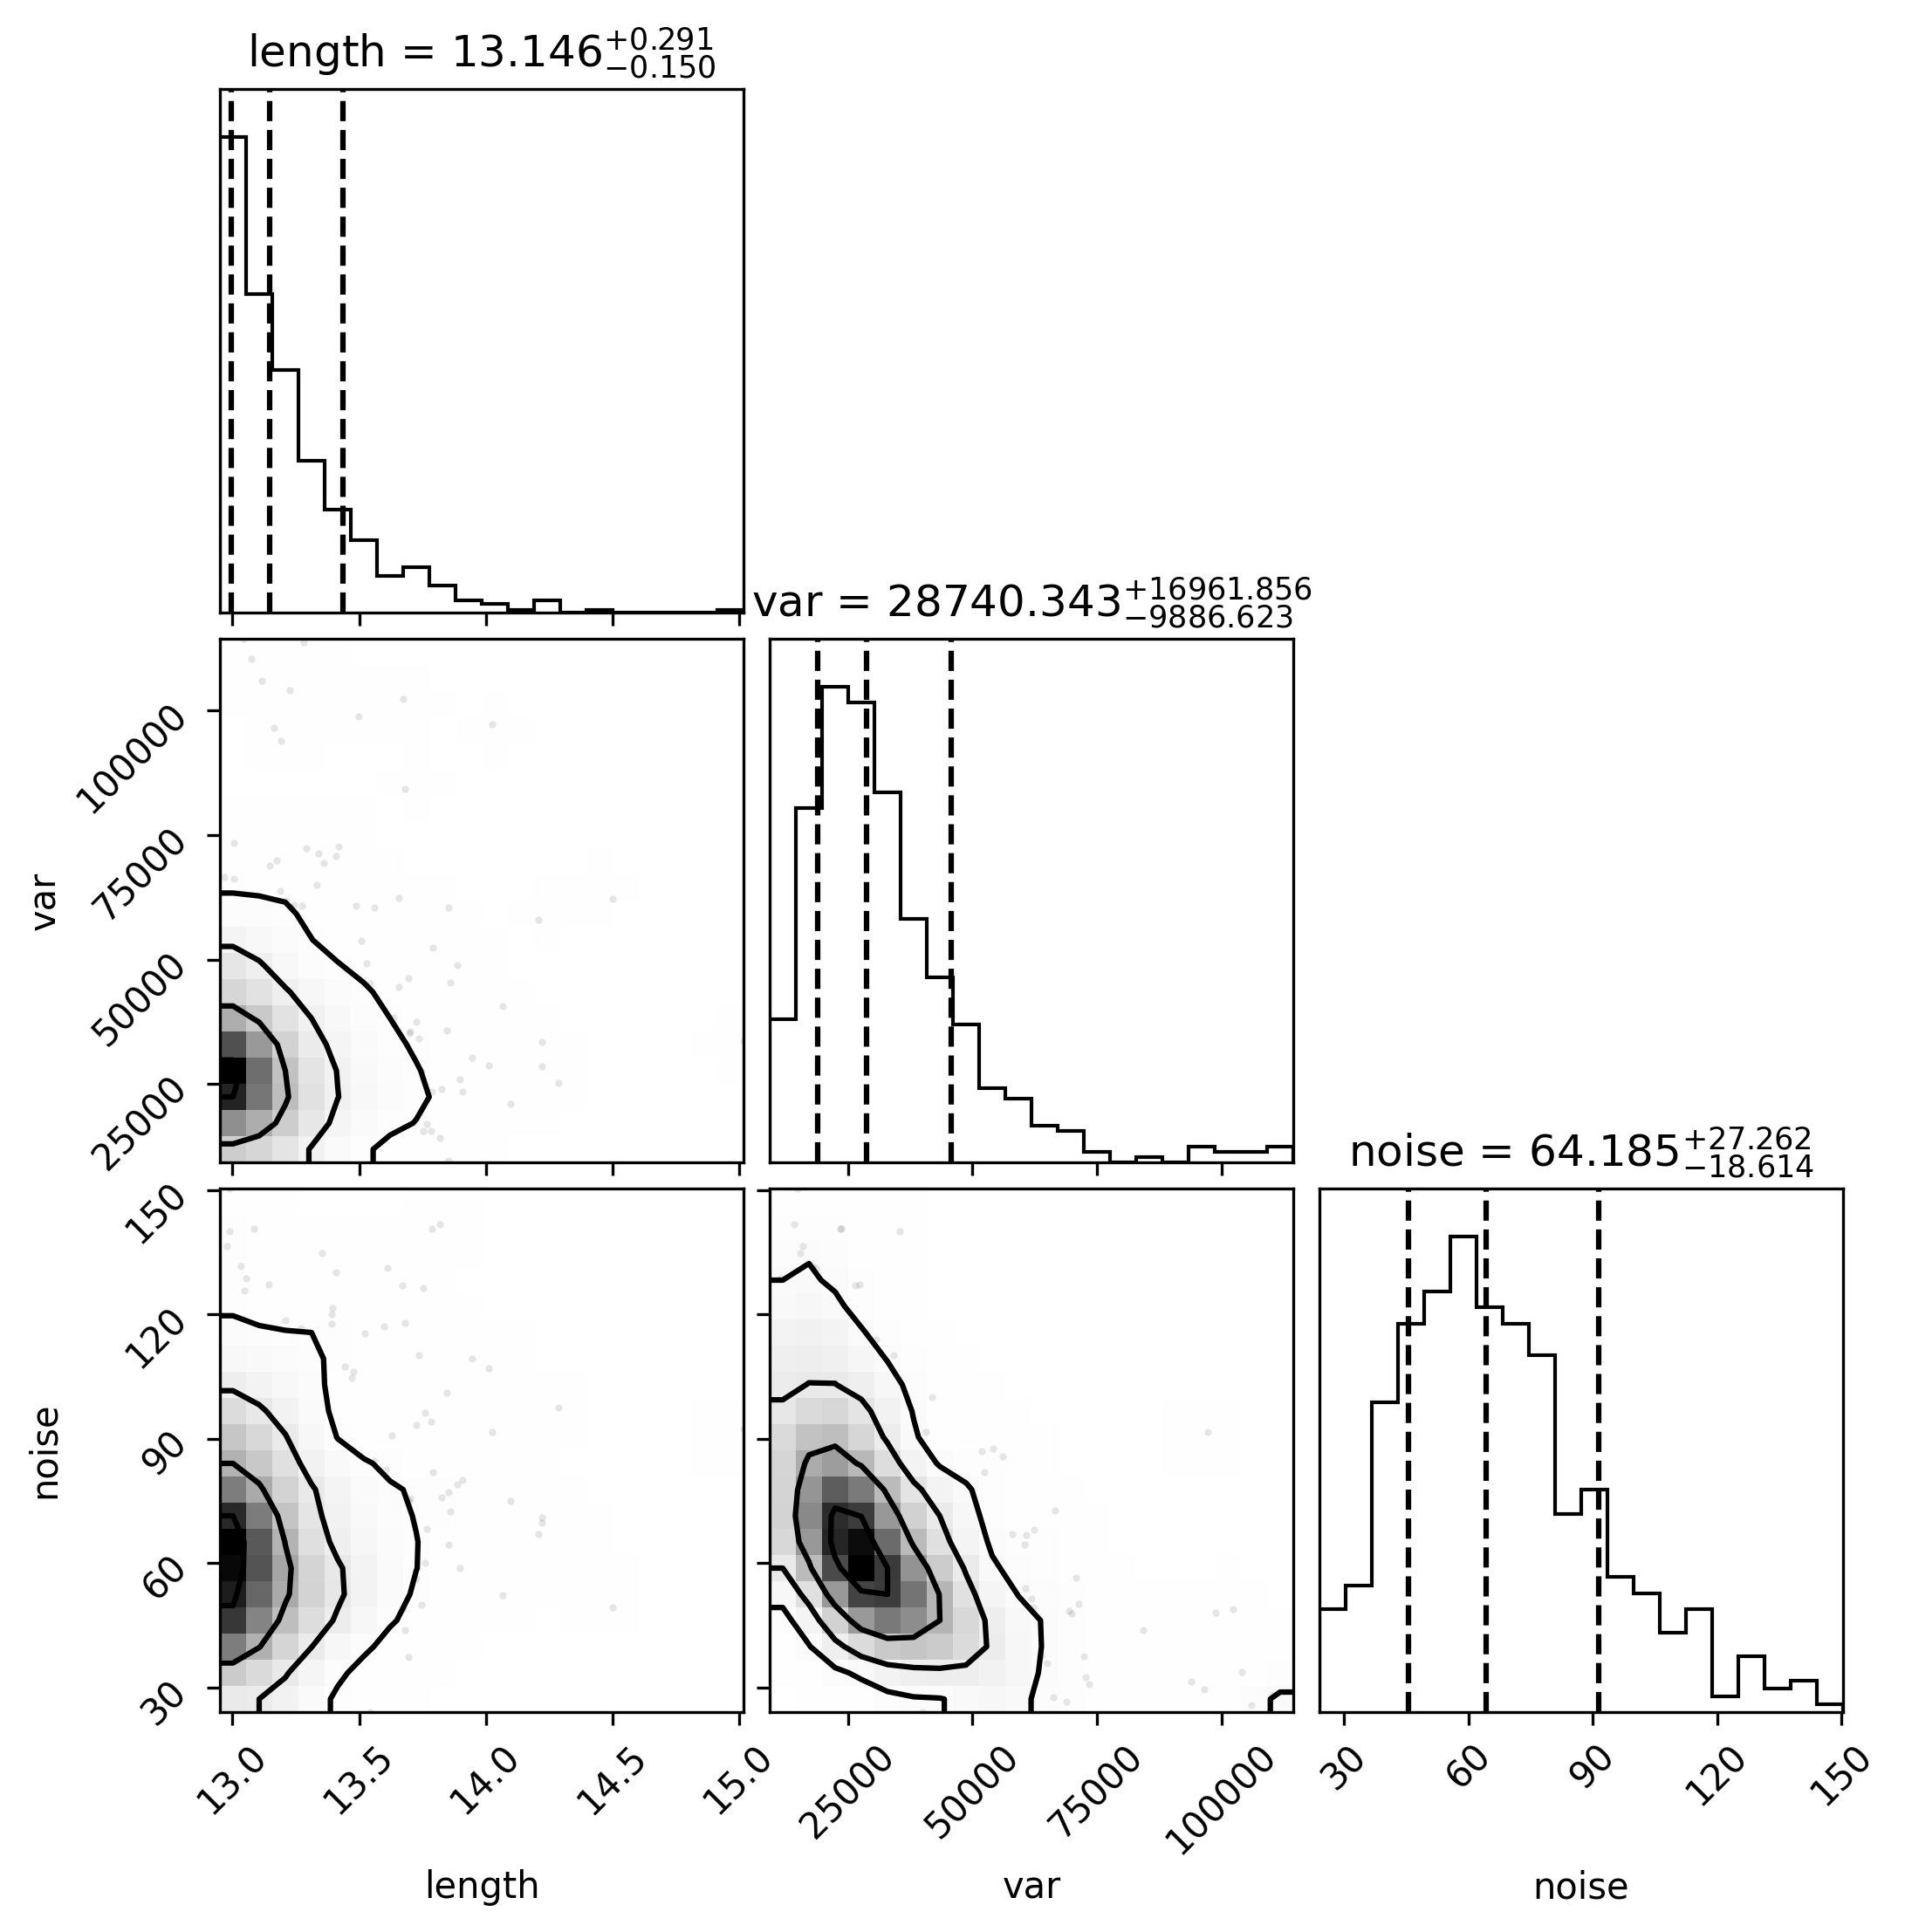 length = 13.146+0.291−0.150
var = 28740.343+16961.856−9886.623
100000
75000
50000
25000
var
noise = 64.185+27.262−18.614
150
120
90
60
30
noise
13.0 13.5 14.0 14.5 15.0
25000 50000 75000 100000
30 60 90 120 150
length var noise